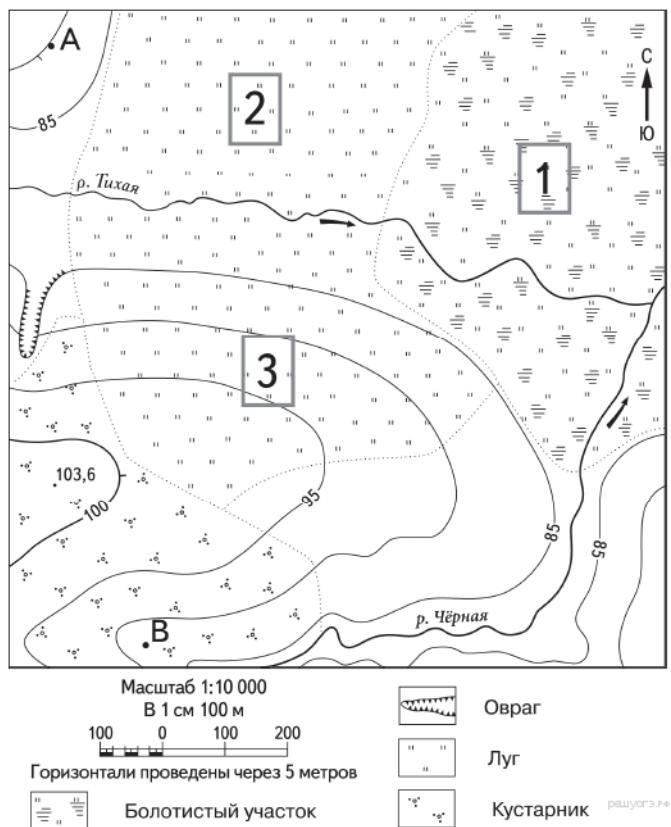 А
С
2
85
1
Ю
р. Тихая
3
103,6
100
95
85
85
р. Чёрная
В
Масштаб 1:10 000
В 1 см 100 м
100 0 100 200
Горизонтали проведены через 5 метров
Болотистый участок
Овраг
Луг
Кустарник
решуогэ.рф